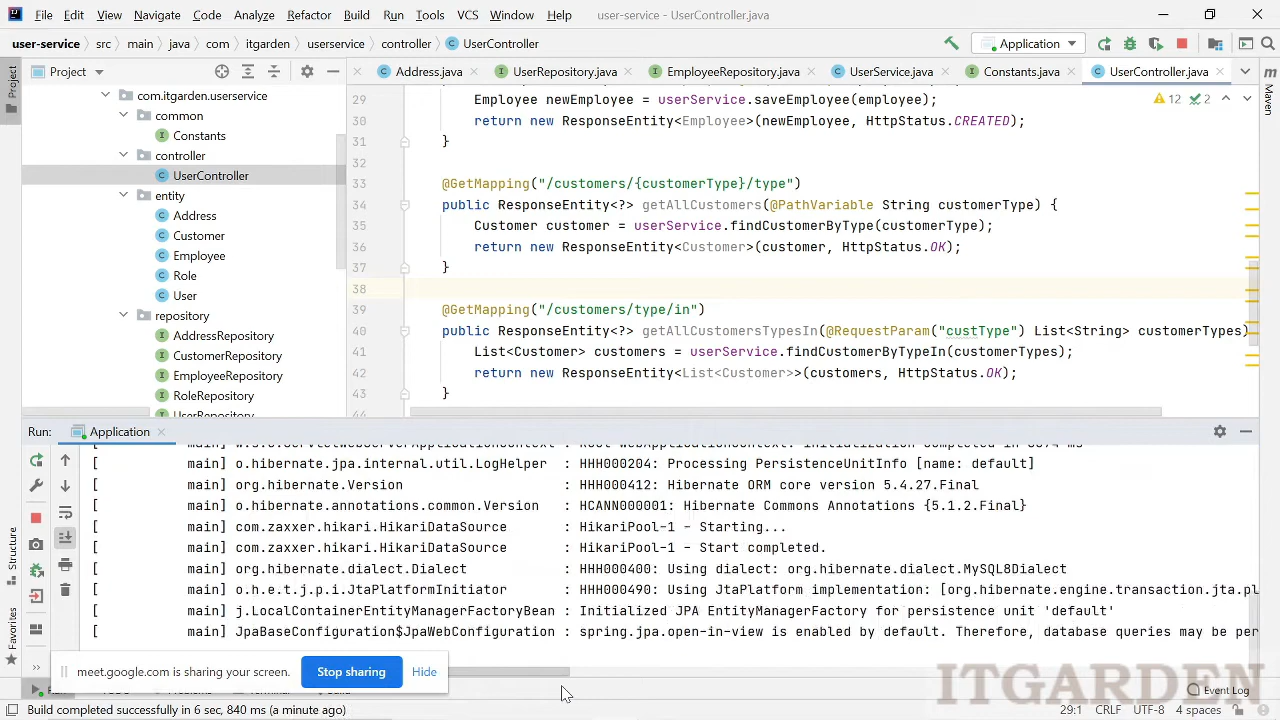 File Edit View Navigate Code Analyze Refactor Build Run Tools VCS Window Help user-service - UserController.java
user-service src main java com itgarden userservice controller UserController Application
Project
Address.java UserRepository.java EmployeeRepository.java UserService.java Constants.java UserController.java
Project
Maven
com.itgarden.userservice
common
Constants
controller
UserController
entity
Address
Customer
Employee
Role
User
repository
AddressRepository
CustomerRepository
EmployeeRepository
RoleRepository
UserRepository
12 2
29 Employee newEmployee = userService.saveEmployee(employee);
30 return new ResponseEntity<Employee>(newEmployee, HttpStatus.CREATED);
31 }
32
33 @GetMapping("/customers/{customerType}/type")
34 public ResponseEntity<?> getAllCustomers(@PathVariable String customerType) {
35 Customer customer = userService.findCustomerByType(customerType);
36 return new ResponseEntity<Customer>(customer, HttpStatus.OK);
37 }
38
39 @GetMapping("/customers/type/in")
40 public ResponseEntity<?> getAllCustomersTypesIn(@RequestParam("custType") List<String> customerTypes)
41 List<Customer> customers = userService.findCustomerByTypeIn(customerTypes);
42 return new ResponseEntity<List<Customer>>(customers, HttpStatus.OK);
43 }
44
Run: Application
[ main] o.hibernate.jpa.internal.util.LogHelper : HHH000204: Processing PersistenceUnitInfo [name: default]
[ main] org.hibernate.Version : HHH000412: Hibernate ORM core version 5.4.27.Final
[ main] o.hibernate.annotations.common.Version : HCANN000001: Hibernate Commons Annotations {5.1.2.Final}
[ main] com.zaxxer.hikari.HikariDataSource : HikariPool-1 - Starting...
[ main] com.zaxxer.hikari.HikariDataSource : HikariPool-1 - Start completed.
[ main] org.hibernate.dialect.Dialect : HHH000400: Using dialect: org.hibernate.dialect.MySQL8Dialect
[ main] o.h.e.t.j.p.i.JtaPlatformInitiator : HHH000490: Using JtaPlatform implementation: [org.hibernate.engine.transaction.jta.pl
[ main] j.LocalContainerEntityManagerFactoryBean : Initialized JPA EntityManagerFactory for persistence unit 'default'
[ main] JpaBaseConfiguration$JpaWebConfiguration : spring.jpa.open-in-view is enabled by default. Therefore, database queries may be per
Structure
Favorites
meet.google.com is sharing your screen. Stop sharing Hide
ITGARDEN
Event Log
Build completed successfully in 6 sec, 840 ms (a minute ago) 29:1 CRLF UTF-8 4 spaces